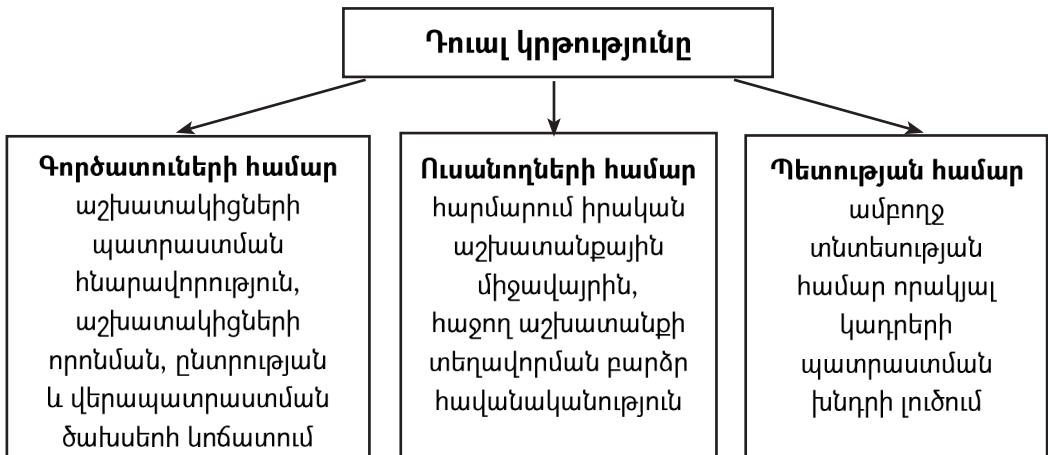 Դուալ կրթությունը
Գործատուների համար
աշխատակիցների
պատրաստման
հնարավորություն,
աշխատակիցների
որոնման, ընտրության
և վերապատրաստման
ծախսերի կրճատում
Ուսանողների համար
հարմարում իրական
աշխատանքային
միջավայրին,
հաջող աշխատանքի
տեղավորման բարձր
հավանականություն
Պետության համար
ամբողջ
տնտեսության
համար որակյալ
կադրերի
պատրաստման
խնդրի լուծում